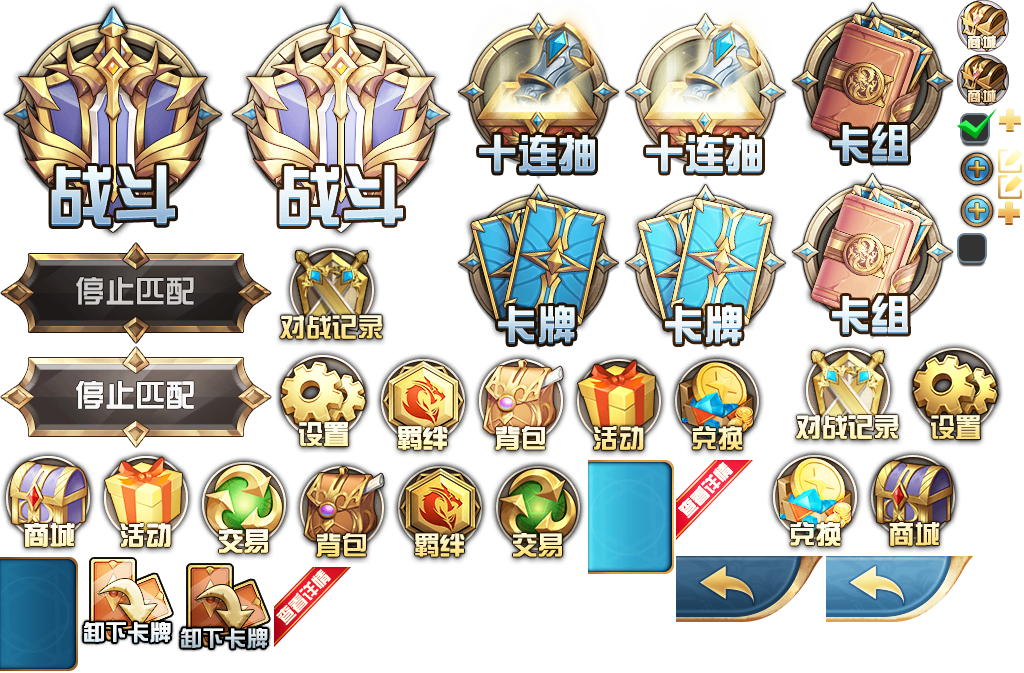 战斗
战斗
十连抽
十连抽
卡组
商城
商城
停止匹配
对战记录
卡牌
卡牌
卡组
停止匹配
设置
羁绊
背包
活动
兑换
对战记录
设置
商城
活动
交易
背包
羁绊
交易
查看详情
兑换
商城
卸下卡牌
卸下卡牌
查看详情